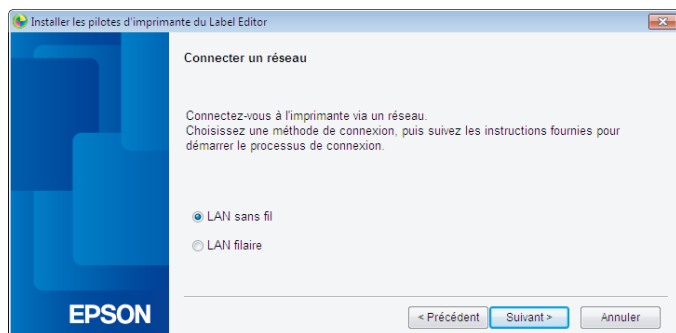 Installer les pilotes d'imprimante du Label Editor
Connecter un réseau
Connectez-vous à l'imprimante via un réseau.
Choisissez une méthode de connexion, puis suivez les instructions fournies pour
démarrer le processus de connexion.
LAN sans fil
LAN filaire
EPSON
< Précédent Suivant > Annuler